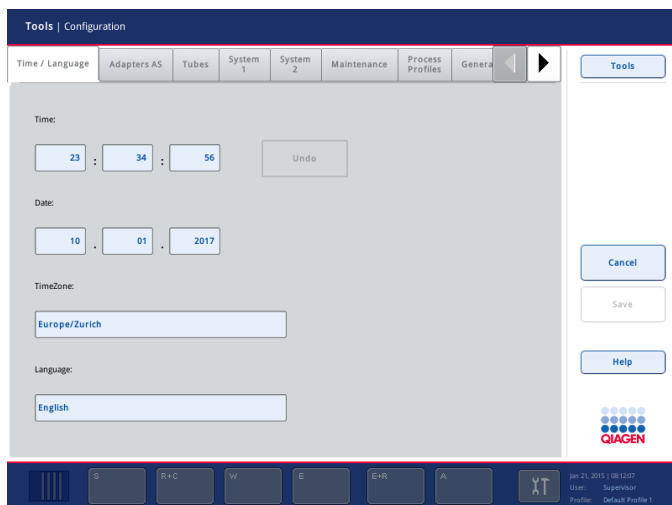 Tools | Configuration
Time / Language
Adapters AS
Tubes
System 1
System 2
Maintenance
Process Profiles
Genera
Tools
Time:
23 : 34 : 56
Undo
Date:
10 . 01 . 2017
TimeZone:
Europe/Zurich
Language:
English
Cancel
Save
Help
QIAGEN
S
R+C
W
E
E+R
A
Jan 21, 2015 | 08:12:07
User: Supervisor
Profile: Default Profile 1